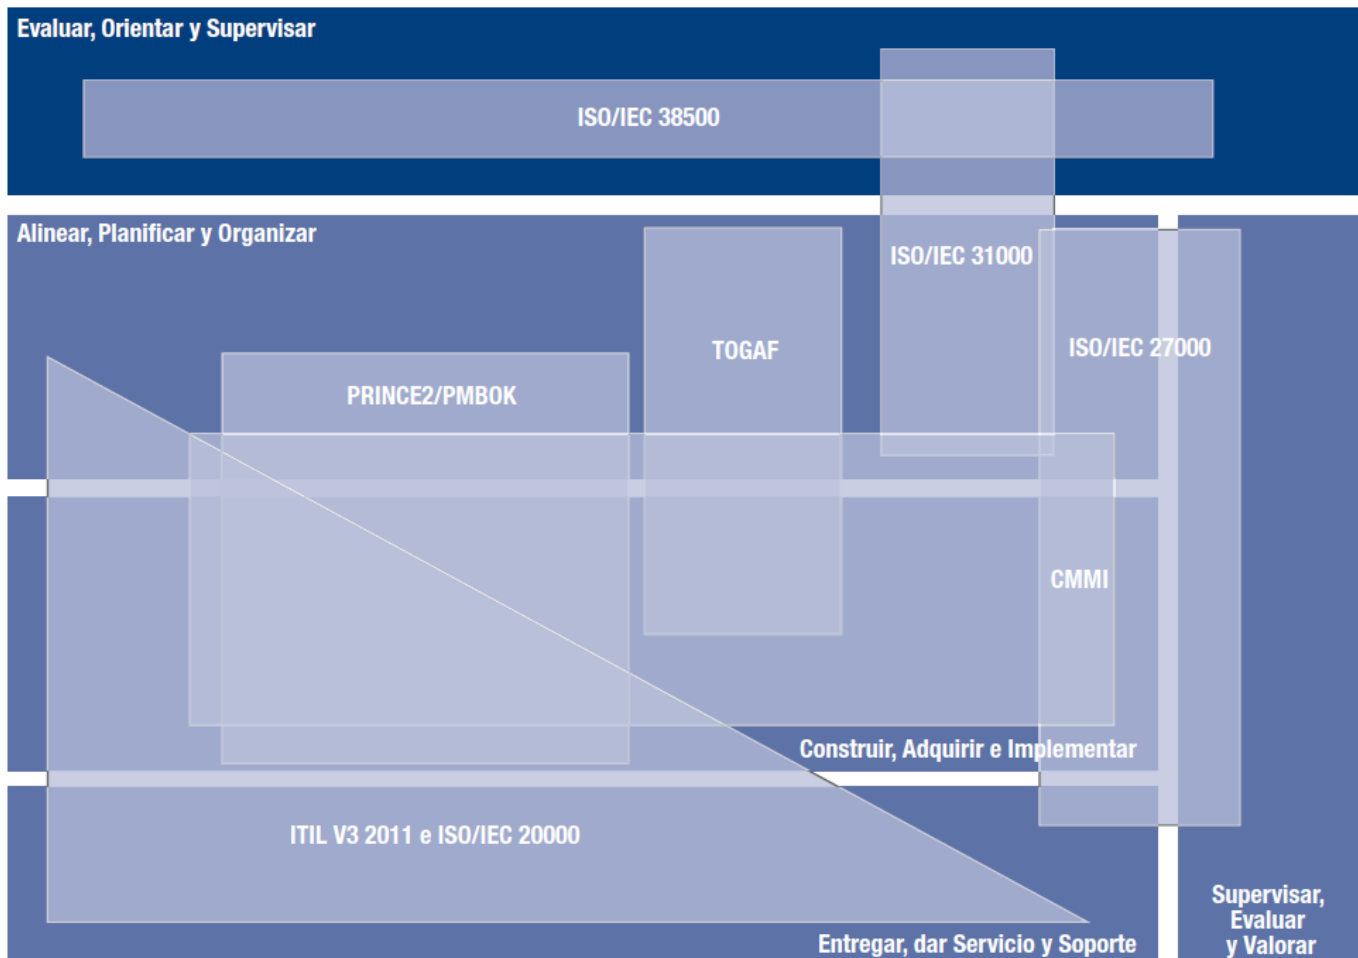 Evaluar, Orientar y Supervisar
ISO/IEC 38500
Alinear, Planificar y Organizar
ISO/IEC 31000
TOGAF
ISO/IEC 27000
PRINCE2/PMBOK
CMMI
Construir, Adquirir e Implementar
ITIL V3 2011 e ISO/IEC 20000
Entregar, dar Servicio y Soporte
Supervisar,
Evaluar
y Valorar